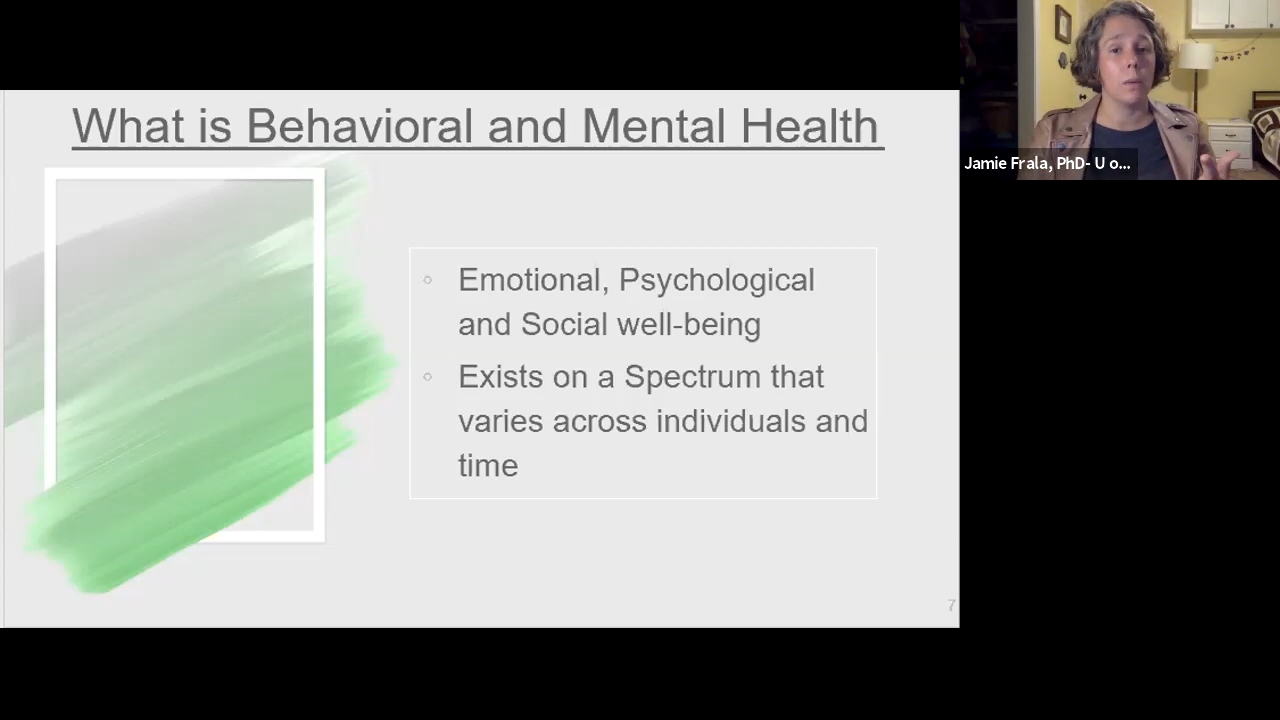 What is Behavioral and Mental Health
Jamie Frala, PhD- U o...
◦ Emotional, Psychological
and Social well-being
◦ Exists on a Spectrum that
varies across individuals and
time
7